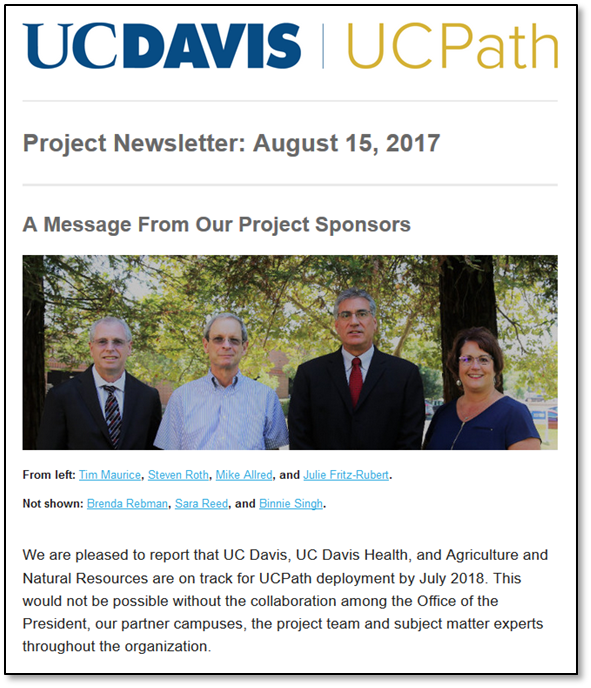 UCDAVIS | UCPath
Project Newsletter: August 15, 2017
A Message From Our Project Sponsors
From left: Tim Maurice, Steven Roth, Mike Allred, and Julie Fritz-Rubert.
Not shown: Brenda Rebman, Sara Reed, and Binnie Singh.
We are pleased to report that UC Davis, UC Davis Health, and Agriculture and
Natural Resources are on track for UCPath deployment by July 2018. This
would not be possible without the collaboration among the Office of the
President, our partner campuses, the project team and subject matter experts
throughout the organization.